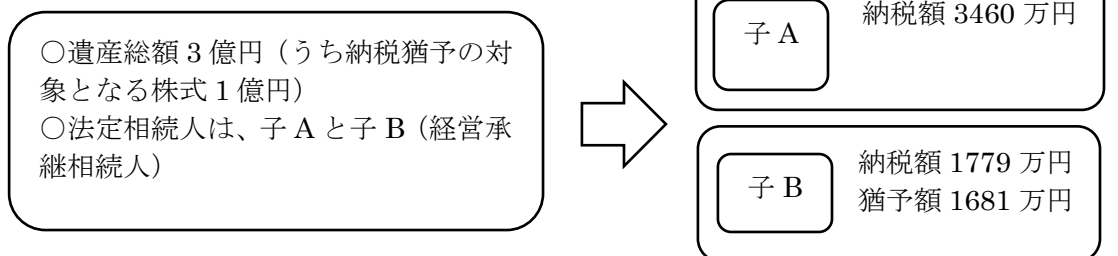 ○遺産総額 3 億円（うち納税猶予の対
象となる株式 1 億円）
○法定相続人は、子 A と子 B（経営承
継相続人）
子 A
納税額 3460 万円
子 B
納税額 1779 万円
猶予額 1681 万円